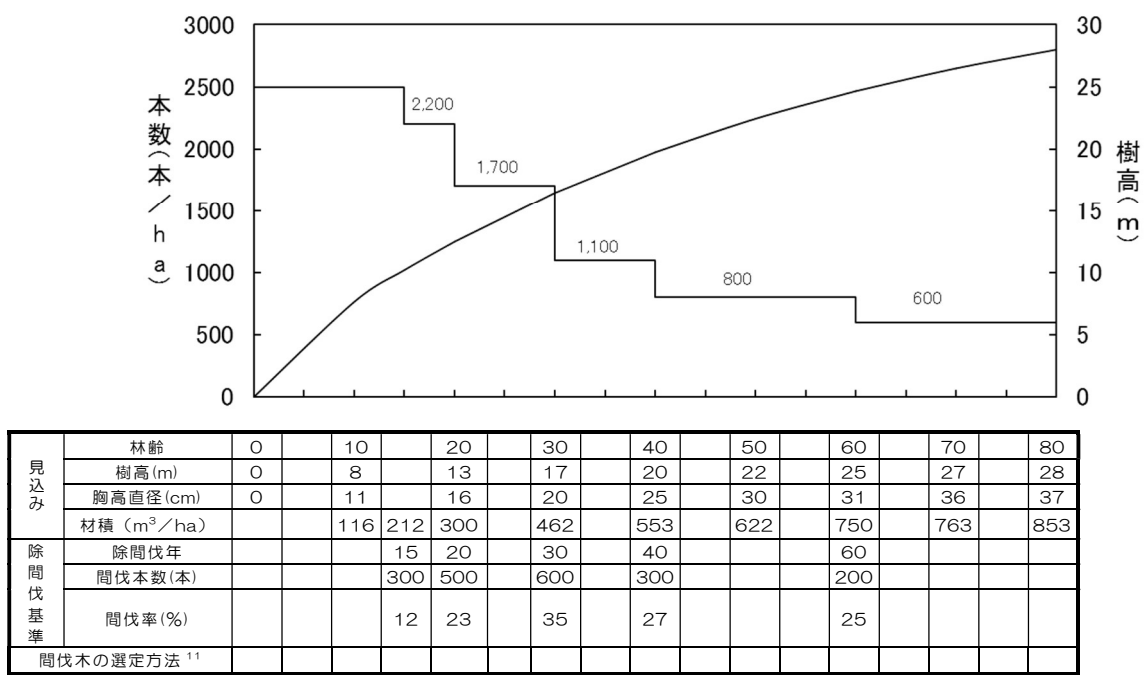 3000
2500
2000
1500
1000
500
0
本数(本/ha)
2,200
1,700
1,100
800
600
30
25
20
15
10
5
0
樹高(m)
見込み
林齢 0 10 20 30 40 50 60 70 80
樹高(m) 0 8 13 17 20 22 25 27 28
胸高直径(cm) 0 11 16 20 25 30 31 36 37
材積(m³/ha) 116 212 300 462 553 622 750 763 853
除間伐基準
除間伐年 15 20 30 40 60
間伐本数(本) 300 500 600 300 200
間伐率(%) 12 23 35 27 25
間伐木の選定方法 11